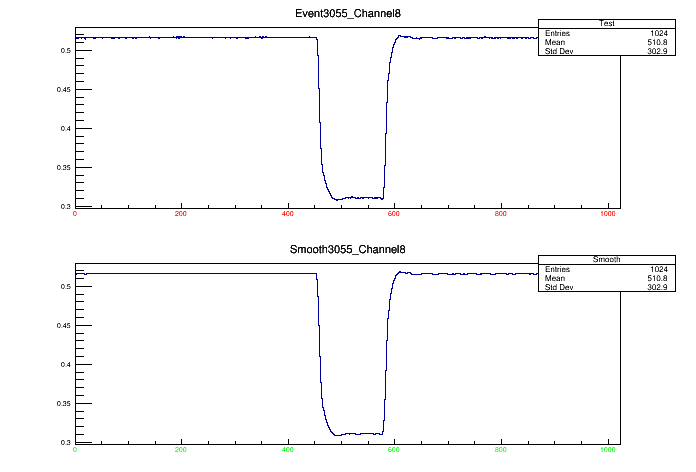 Event3055_Channel8
Test
Entries 1024
Mean 510.8
Std Dev 302.9
0.5
0.45
0.4
0.35
0.3
0 200 400 600 800 1000
Smooth3055_Channel8
Smooth
Entries 1024
Mean 510.8
Std Dev 302.9
0.5
0.45
0.4
0.35
0.3
0 200 400 600 800 1000